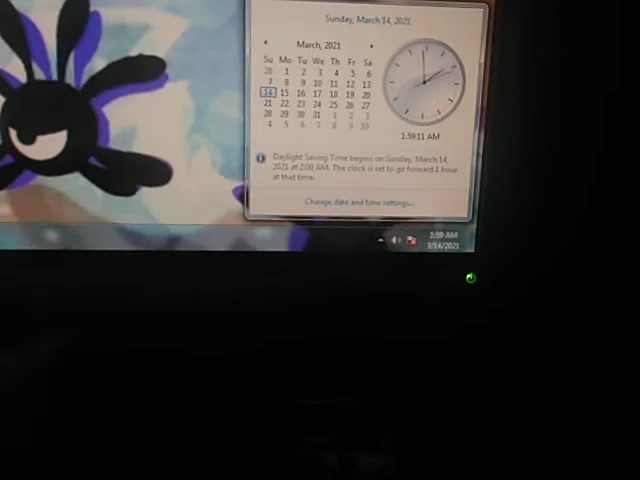 Sunday, March 14, 2021
March, 2021
Su Mo Tu We Th Fr Sa
28 1 2 3 4 5 6
7 8 9 10 11 12 13
14 15 16 17 18 19 20
21 22 23 24 25 26 27
28 29 30 31 1 2 3
4 5 6 7 8 9 10
1:59:11 AM
Daylight Saving Time begins on Sunday, March 14,
2021 at 2:00 AM. The clock is set to go forward 1 hour
at that time.
Change date and time settings...
1:59 AM
3/14/2021